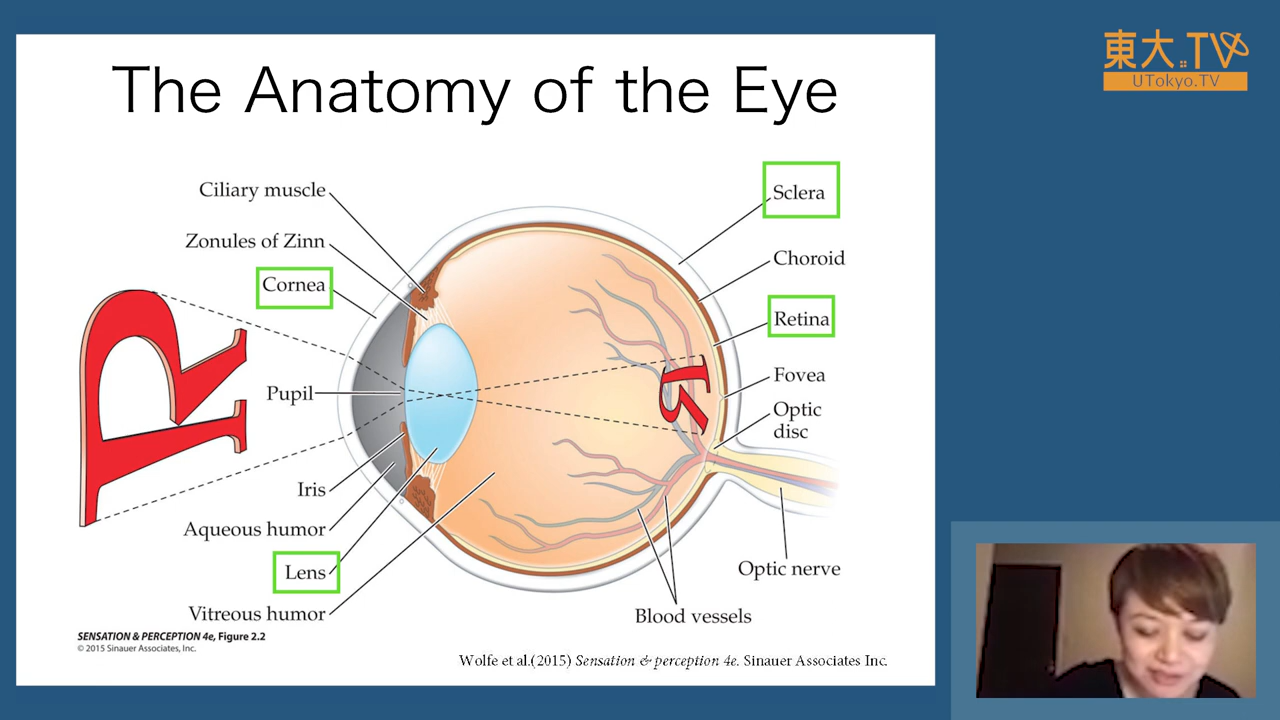 The Anatomy of the Eye
東大.TV
UTokyo.TV
Ciliary muscle
Zonules of Zinn
Cornea
Pupil
Iris
Aqueous humor
Lens
Vitreous humor
Sclera
Choroid
Retina
Fovea
Optic
disc
Optic nerve
Blood vessels
R
R
SENSATION & PERCEPTION 4e, Figure 2.2
© 2015 Sinauer Associates, Inc.
Wolfe et al.(2015) Sensation & perception 4e. Sinauer Associates Inc.